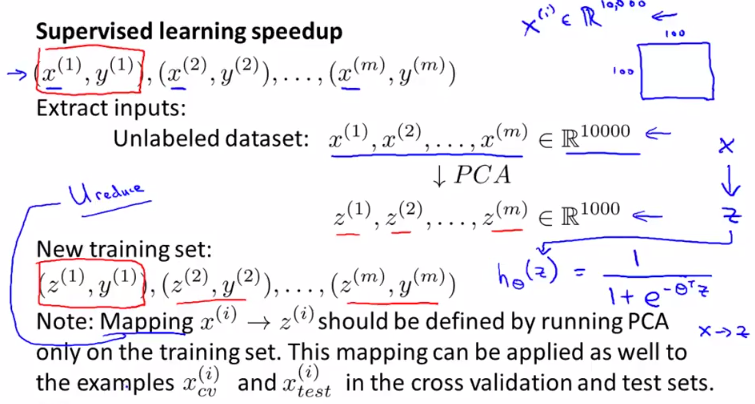 Supervised learning speedup
x^(i) ∈ ℝ^10,000 ←
→ (x^(1), y^(1)), (x^(2), y^(2)), . . . , (x^(m), y^(m))
100
100
Extract inputs:
Unlabeled dataset: x^(1), x^(2), . . . , x^(m) ∈ ℝ^10000 ←
↓ PCA
x
↓
z
U reduce
z^(1), z^(2), . . . , z^(m) ∈ ℝ^1000 ←
New training set:
(z^(1), y^(1)), (z^(2), y^(2)), . . . , (z^(m), y^(m))
h_θ(z) = 1 / (1 + e^(-θ^T z))
Note: Mapping x^(i) → z^(i) should be defined by running PCA
x → z
only on the training set. This mapping can be applied as well to
the examples x_cv^(i) and x_test^(i) in the cross validation and test sets.